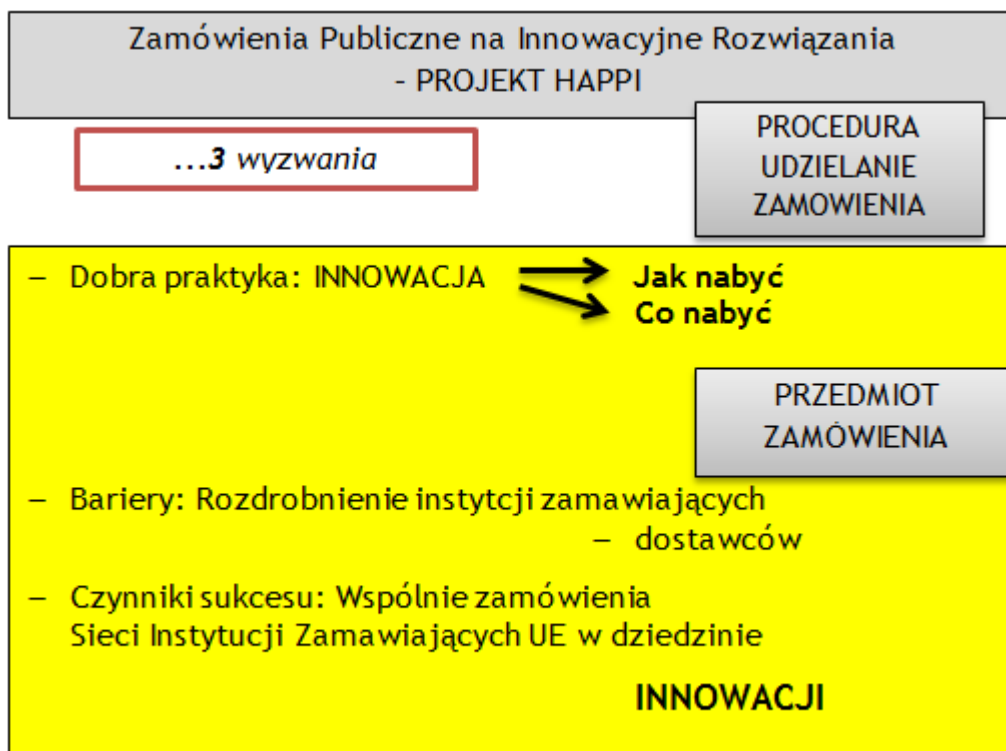 Zamówienia Publiczne na Innowacyjne Rozwiązania
– PROJEKT HAPPI
...3 wyzwania
PROCEDURA
UDZIELANIE
ZAMOWIENIA
– Dobra praktyka: INNOWACJA
Jak nabyć
Co nabyć
PRZEDMIOT
ZAMÓWIENIA
– Bariery: Rozdrobnienie instytcji zamawiających
– dostawców
– Czynniki sukcesu: Wspólnie zamówienia
Sieci Instytucji Zamawiających UE w dziedzinie
INNOWACJI